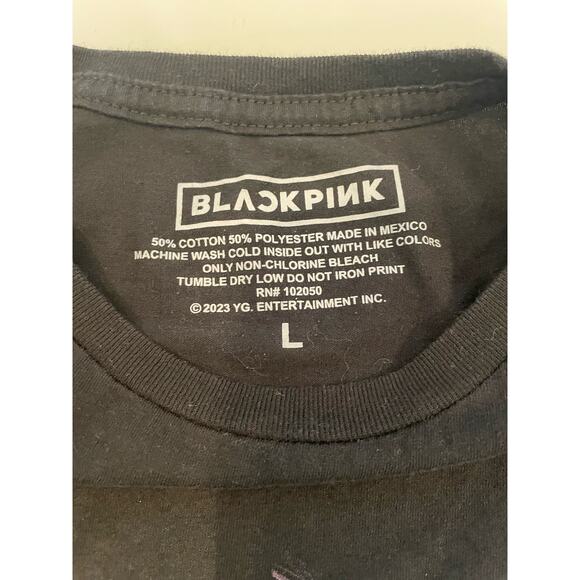 BLACKPINK
50% COTTON 50% POLYESTER MADE IN MEXICO
MACHINE WASH COLD INSIDE OUT WITH LIKE COLORS
ONLY NON-CHLORINE BLEACH
TUMBLE DRY LOW DO NOT IRON PRINT
RN# 102050
© 2023 YG. ENTERTAINMENT INC.
L